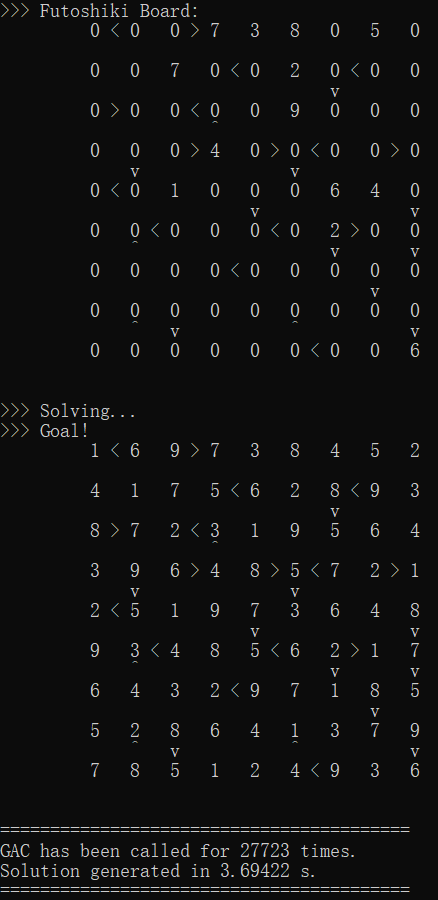 >>> Futoshiki Board:
0 < 0 0 > 7 3 8 0 5 0
0 0 7 0 < 0 2 0 < 0 0
v
0 > 0 0 < 0 0 9 0 0 0
^
0 0 0 > 4 0 > 0 < 0 0 > 0
v v
0 < 0 1 0 0 0 6 4 0
v v
0 0 < 0 0 0 < 0 2 > 0 0
^ v v
0 0 0 0 < 0 0 0 0 0
v
0 0 0 0 0 0 0 0 0
^ v ^ v
0 0 0 0 0 0 < 0 0 6
>>> Solving...
>>> Goal!
1 < 6 9 > 7 3 8 4 5 2
4 1 7 5 < 6 2 8 < 9 3
v
8 > 7 2 < 3 1 9 5 6 4
^
3 9 6 > 4 8 > 5 < 7 2 > 1
v v
2 < 5 1 9 7 3 6 4 8
v v
9 3 < 4 8 5 < 6 2 > 1 7
^ v v
6 4 3 2 < 9 7 1 8 5
v
5 2 8 6 4 1 3 7 9
^ v ^ v
7 8 5 1 2 4 < 9 3 6
=========================================
GAC has been called for 27723 times.
Solution generated in 3.69422 s.
=========================================